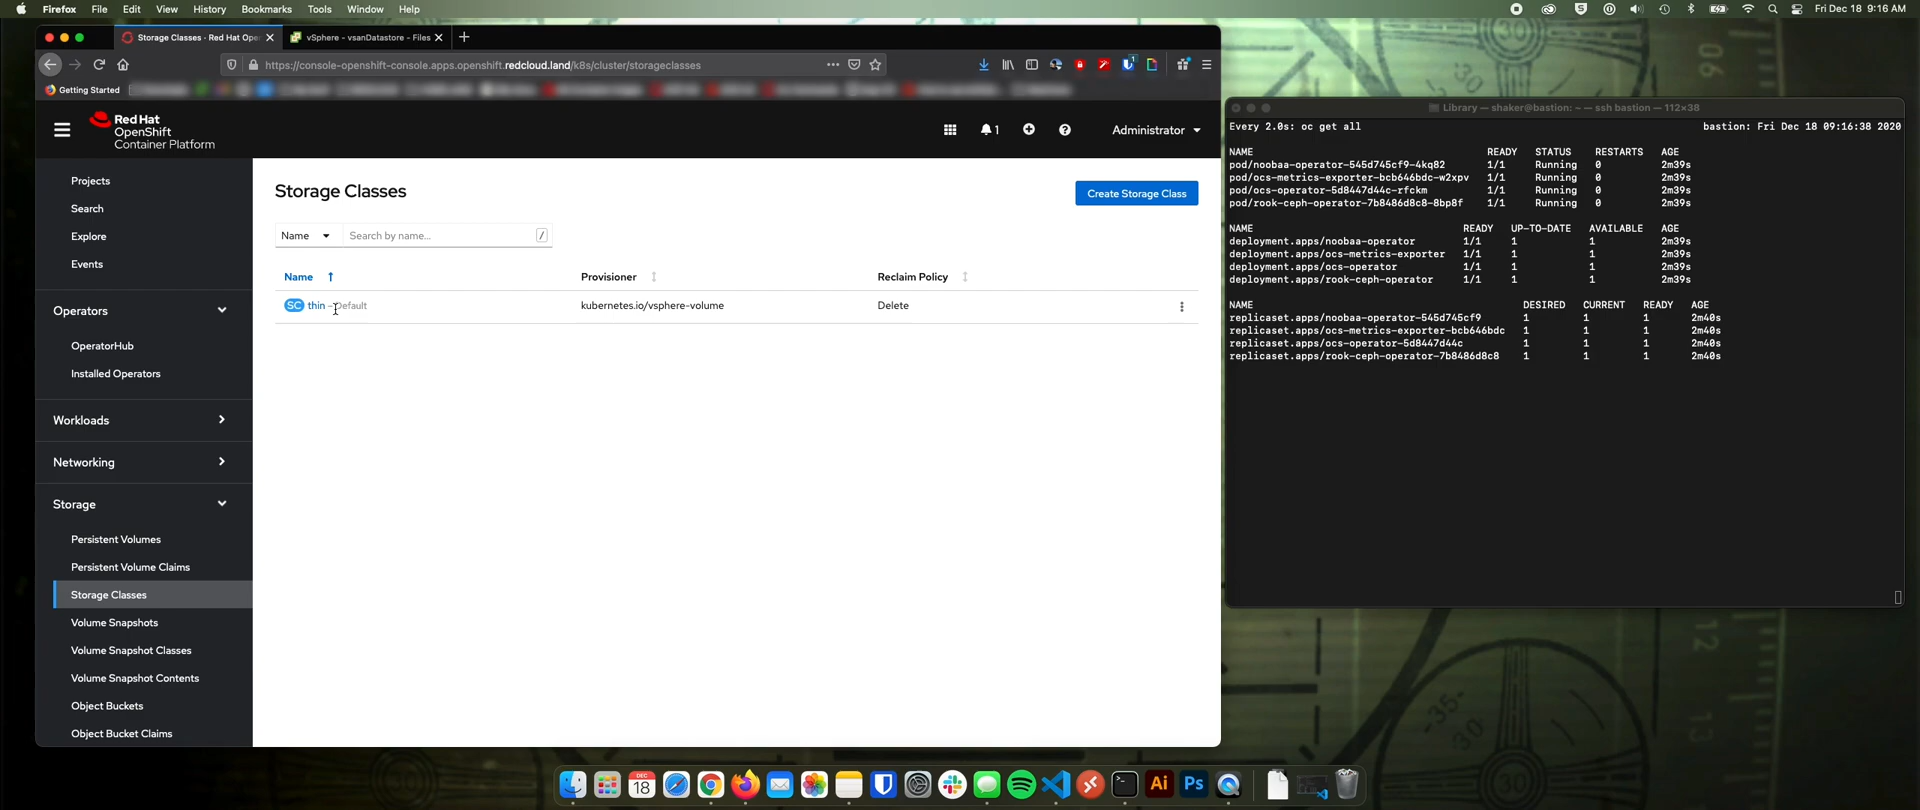 Firefox File Edit View History Bookmarks Tools Window Help
Fri Dec 18 9:16 AM
Storage Classes · Red Hat Ope
vSphere - vsanDatastore - Files
https://console-openshift-console.apps.openshift.redcloud.land/k8s/cluster/storageclasses
Getting Started
Red Hat
OpenShift
Container Platform
1
Administrator
Projects
Search
Explore
Events
Operators
OperatorHub
Installed Operators
Workloads
Networking
Storage
Persistent Volumes
Persistent Volume Claims
Storage Classes
Volume Snapshots
Volume Snapshot Classes
Volume Snapshot Contents
Object Buckets
Object Bucket Claims
Storage Classes
Create Storage Class
Name Search by name... /
Name Provisioner Reclaim Policy
SC thin – Default kubernetes.io/vsphere-volume Delete
Library — shaker@bastion: ~ — ssh bastion — 112×38
Every 2.0s: oc get all bastion: Fri Dec 18 09:16:38 2020
NAME READY STATUS RESTARTS AGE
pod/noobaa-operator-545d745cf9-4kq82 1/1 Running 0 2m39s
pod/ocs-metrics-exporter-bcb646bdc-w2xpv 1/1 Running 0 2m39s
pod/ocs-operator-5d8447d44c-rfckm 1/1 Running 0 2m39s
pod/rook-ceph-operator-7b8486d8c8-8bp8f 1/1 Running 0 2m39s
NAME READY UP-TO-DATE AVAILABLE AGE
deployment.apps/noobaa-operator 1/1 1 1 2m39s
deployment.apps/ocs-metrics-exporter 1/1 1 1 2m39s
deployment.apps/ocs-operator 1/1 1 1 2m39s
deployment.apps/rook-ceph-operator 1/1 1 1 2m39s
NAME DESIRED CURRENT READY AGE
replicaset.apps/noobaa-operator-545d745cf9 1 1 1 2m40s
replicaset.apps/ocs-metrics-exporter-bcb646bdc 1 1 1 2m40s
replicaset.apps/ocs-operator-5d8447d44c 1 1 1 2m40s
replicaset.apps/rook-ceph-operator-7b8486d8c8 1 1 1 2m40s
DEC
18
Ai
Ps